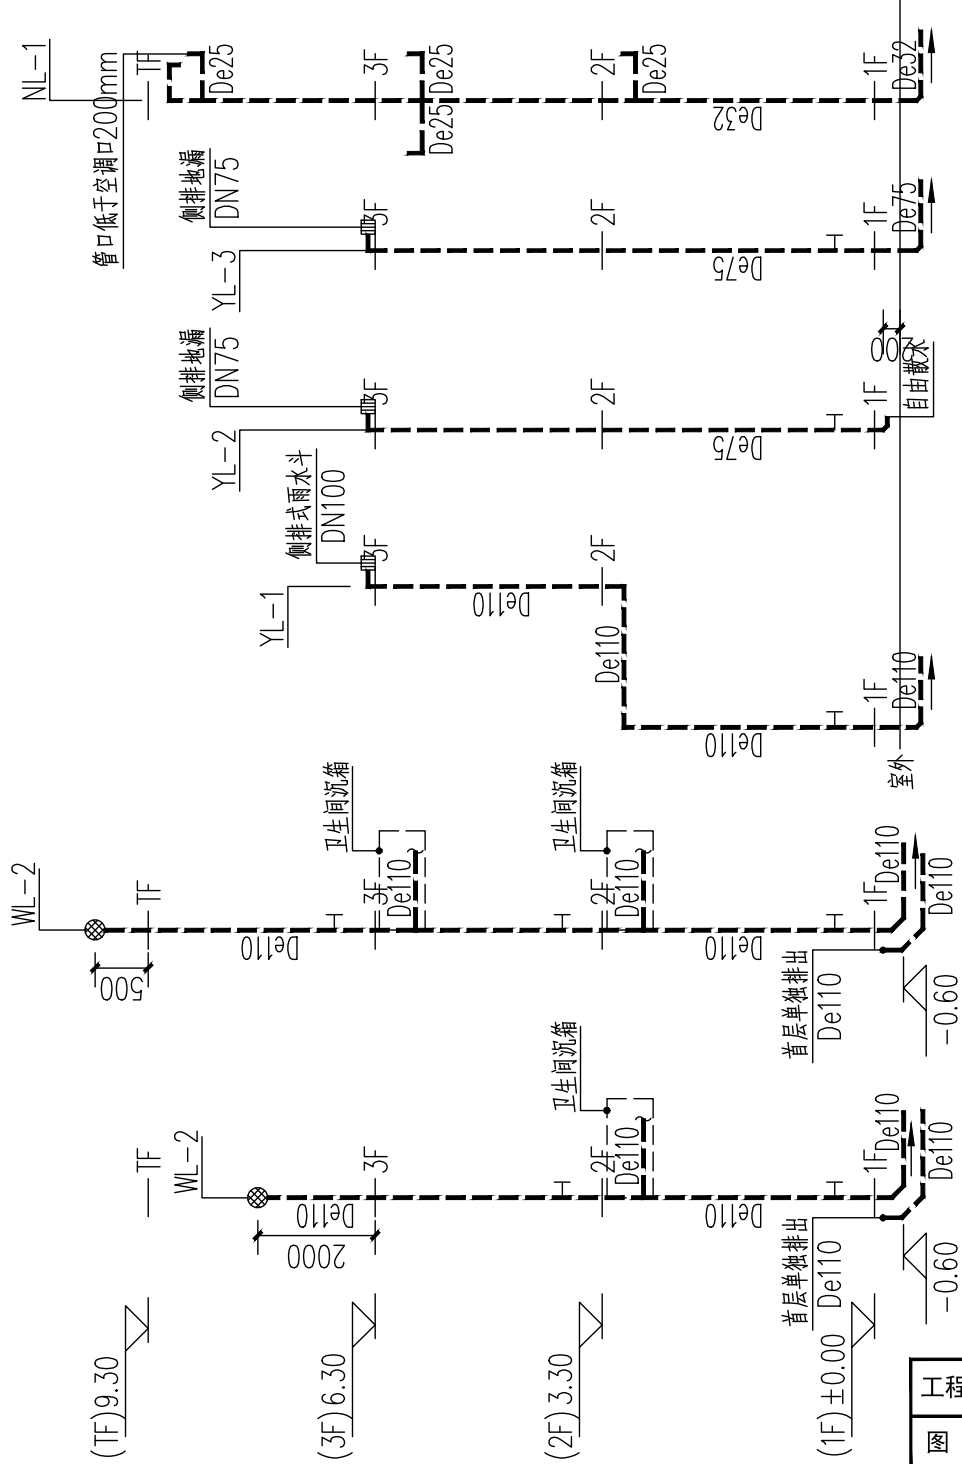 (TF) 9.30
(3F) 6.30
(2F) 3.30
(1F) ±0.00
TF
WL-2
3F
2F
1F
2000
De110
卫生间沉箱
De110
De110
首层单独排出
De110
De110
De110
-0.60
WL-2
TF
500
De110
卫生间沉箱
3F
De110
卫生间沉箱
2F
De110
De110
首层单独排出
De110
1F
De110
De110
-0.60
室外
YL-1
侧排式雨水斗
DN100
3F
De110
2F
De110
De110
1F
De110
YL-2
侧排地漏
DN75
3F
2F
De75
1F
自由散水
200
YL-3
侧排地漏
DN75
3F
2F
De75
1F
De75
NL-1
管口低于空调口200mm
TF
De25
3F
De25
De25
2F
De25
De32
1F
De32
工程
图